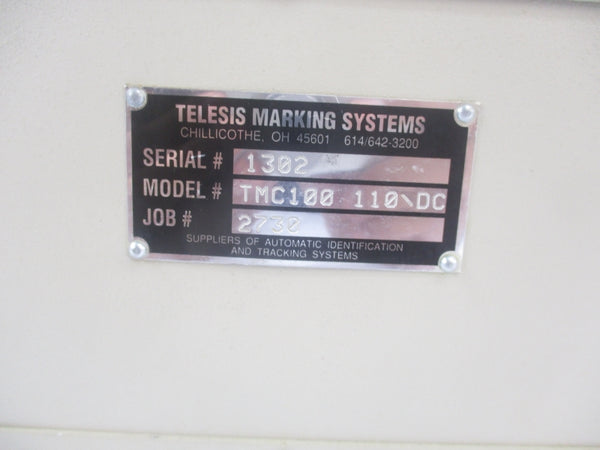 TELESIS MARKING SYSTEMS
CHILLICOTHE, OH 45601 614/642-3200
SERIAL # 1302
MODEL # TMC100 110\DC
JOB # 2730
SUPPLIERS OF AUTOMATIC IDENTIFICATION
AND TRACKING SYSTEMS